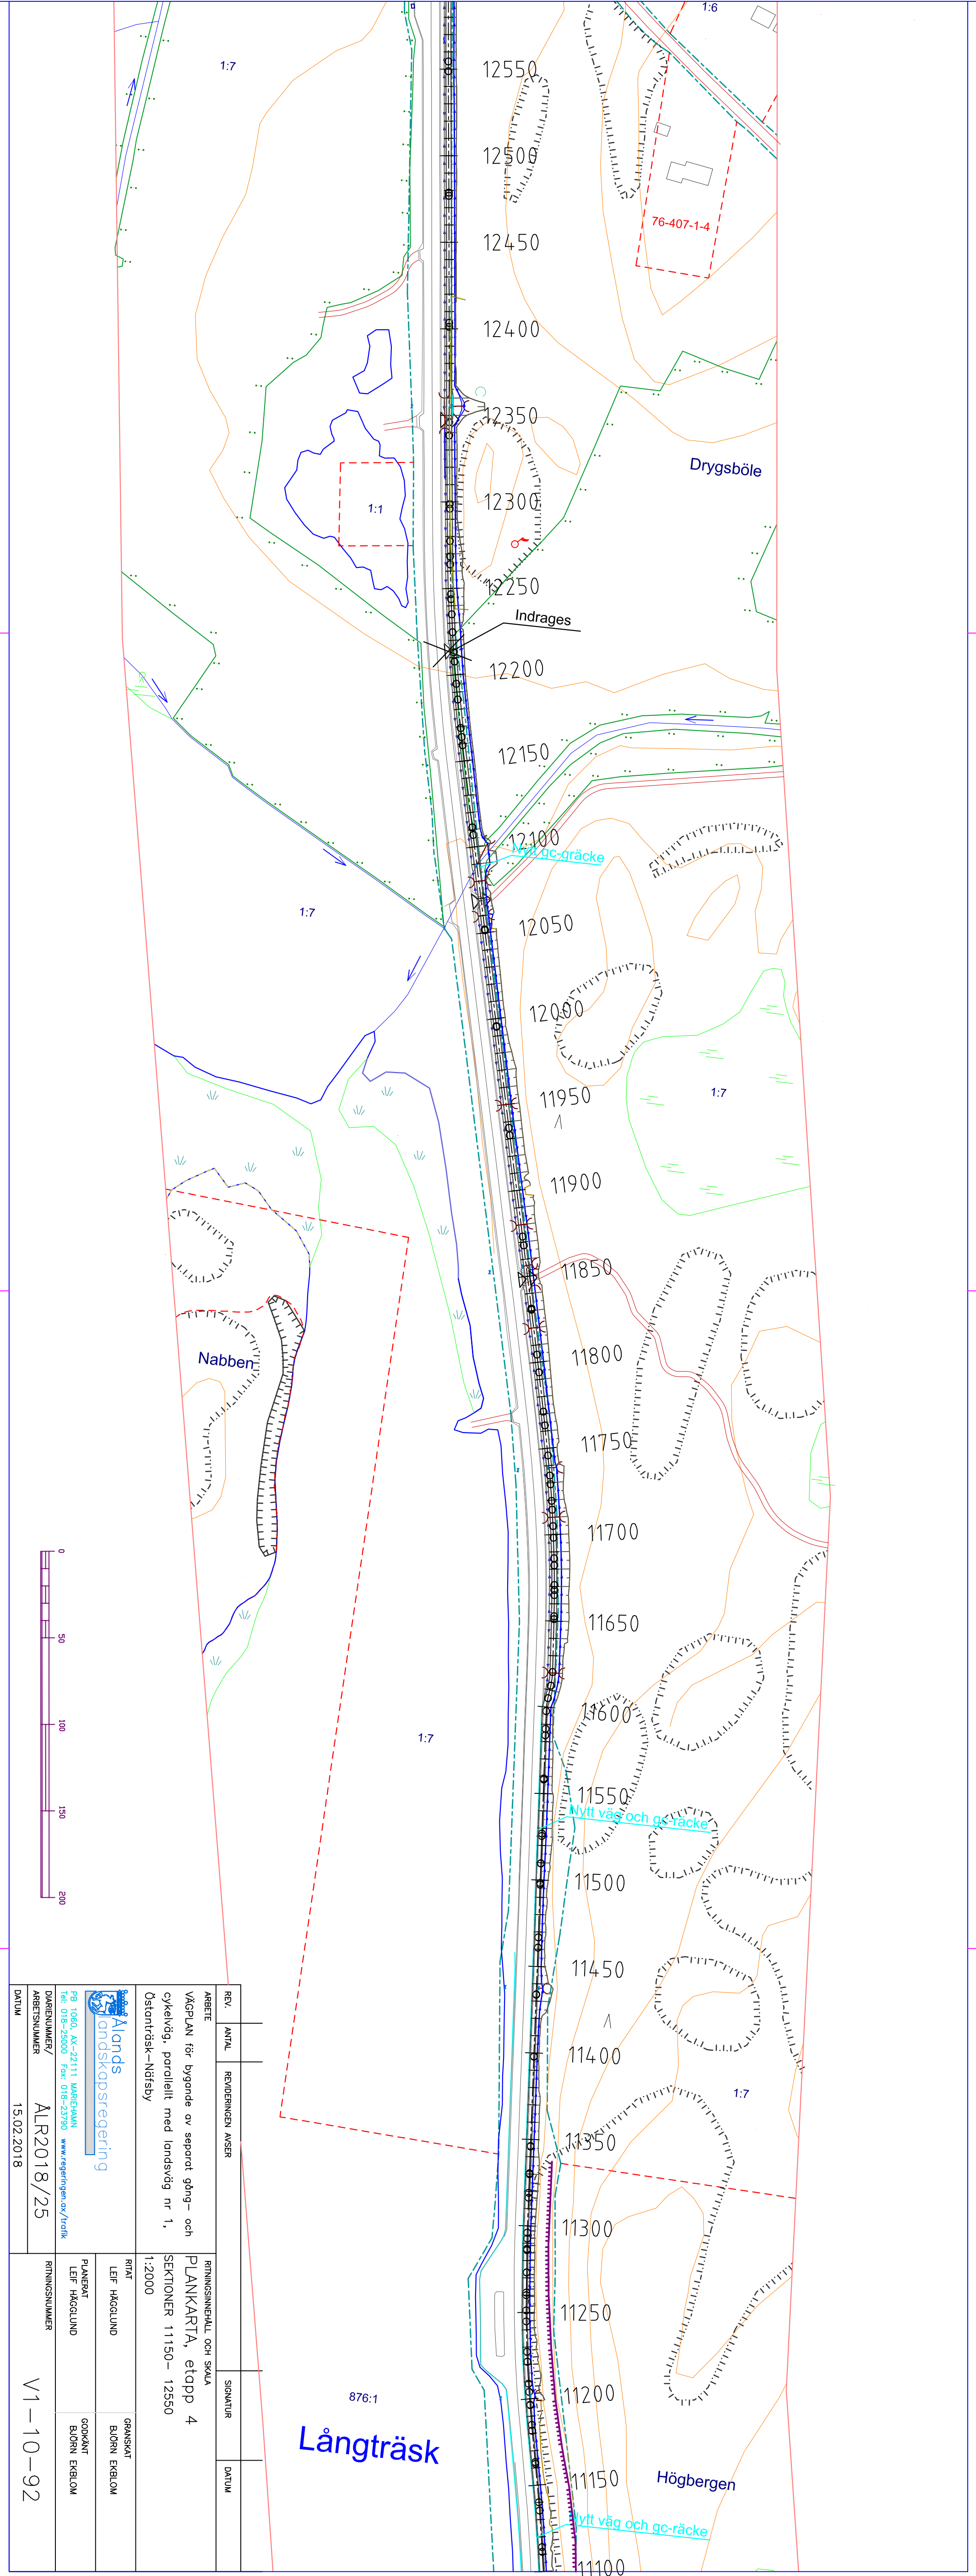 1:6
1:7
12550
12500
76-407-1-4
12450
12400
12350
Drygsböle
12300
1:1
12250
Indrages
12200
12150
12100
Nytt gc-gräcke
12050
1:7
12000
11950
1:7
11900
11850
11800
Nabben
11750
11700
11650
11600
1:7
11550
Nytt väg och gc-räcke
11500
11450
11400
1:7
11350
11300
11250
11200
876:1
Långträsk
11150
Högbergen
Nytt väg och gc-räcke
11100
0 50 100 150 200
REV. ANTAL REVIDERINGEN AVSER SIGNATUR DATUM
ARBETE
VÄGPLAN för bygande av separat gång- och
cykelväg, parallellt med landsväg nr 1,
Östanträsk-Näfsby
RITNINGSINNEHÅLL OCH SKALA
PLANKARTA, etapp 4
SEKTIONER 11150- 12550
1:2000
Ålands
landskapsregering
PB 1060, AX-22111 MARIEHAMN
Tel: 018-25000 Fax: 018-23790 www.regeringen.ax/trafik
RITAT
LEIF HÄGGLUND
GRANSKAT
BJÖRN EKBLOM
PLANERAT
LEIF HÄGGLUND
GODKÄNT
BJÖRN EKBLOM
DIARIENUMMER/
ARBETSNUMMER
ÅLR2018/25
DATUM
15.02.2018
RITNINGSNUMMER
V1-10-92